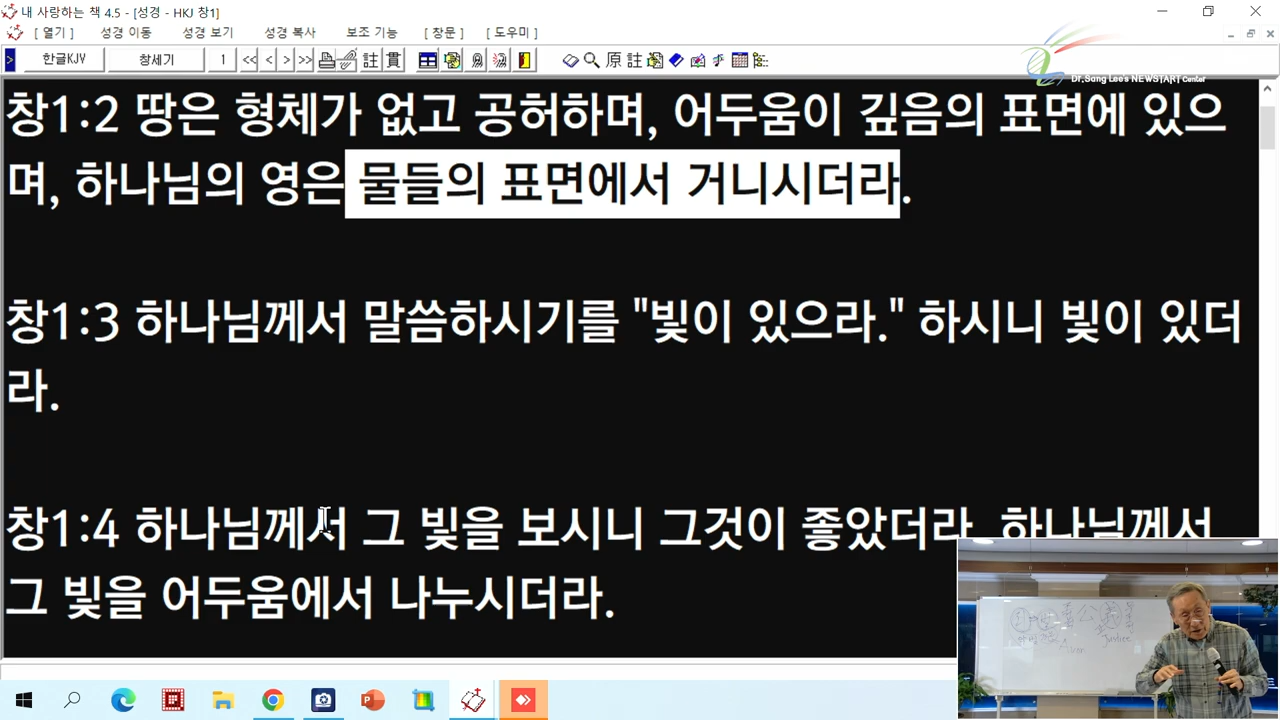 내 사랑하는 책 4.5 - [성경 - HKJ 창1]
[ 열기 ] 성경 이동 성경 보기 성경 복사 보조 기능 [ 창문 ] [ 도우미 ]
한글KJV 창세기 1 << < > >> 註 貫 原 註
Dr. Sang Lee's NEWSTART Center
창1:2 땅은 형체가 없고 공허하며, 어두움이 깊음의 표면에 있으
며, 하나님의 영은 물들의 표면에서 거니시더라.
창1:3 하나님께서 말씀하시기를 "빛이 있으라." 하시니 빛이 있더
라.
창1:4 하나님께서 그 빛을 보시니 그것이 좋았더라. 하나님께서
그 빛을 어두움에서 나누시더라.
Justice